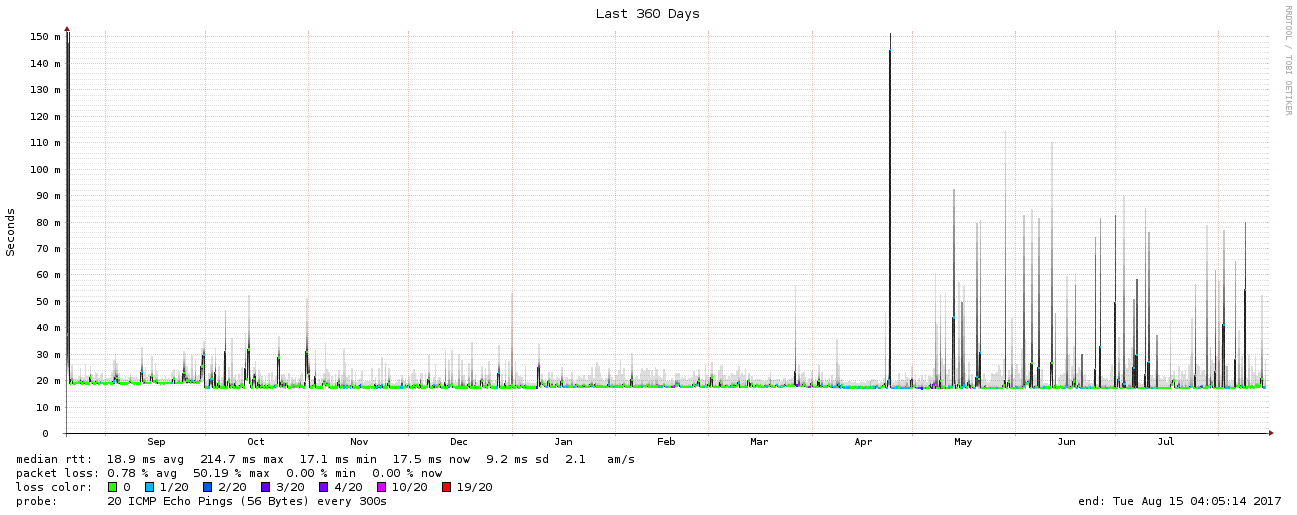 Last 360 Days
RRDTOOL / TOBI OETIKER
Seconds
150 m
140 m
130 m
120 m
110 m
100 m
90 m
80 m
70 m
60 m
50 m
40 m
30 m
20 m
10 m
0
Sep Oct Nov Dec Jan Feb Mar Apr May Jun Jul
median rtt: 18.9 ms avg 214.7 ms max 17.1 ms min 17.5 ms now 9.2 ms sd 2.1 am/s
packet loss: 0.78 % avg 50.19 % max 0.00 % min 0.00 % now
loss color: 0 1/20 2/20 3/20 4/20 10/20 19/20
probe: 20 ICMP Echo Pings (56 Bytes) every 300s end: Tue Aug 15 04:05:14 2017